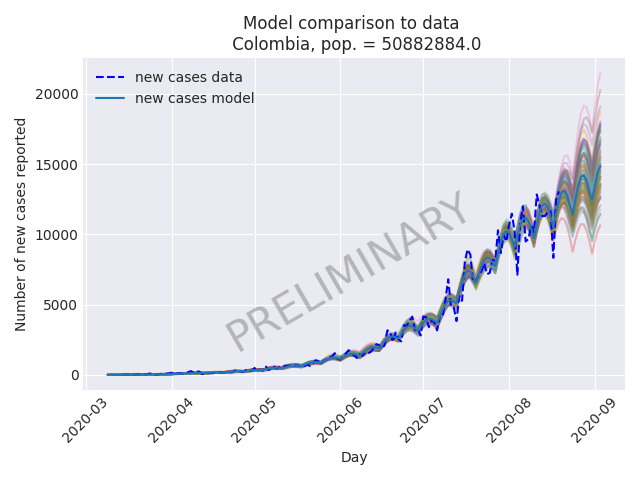 Model comparison to data
Colombia, pop. = 50882884.0
new cases data
new cases model
20000
15000
10000
5000
0
Number of new cases reported
PRELIMINARY
2020-03
2020-04
2020-05
2020-06
2020-07
2020-08
2020-09
Day